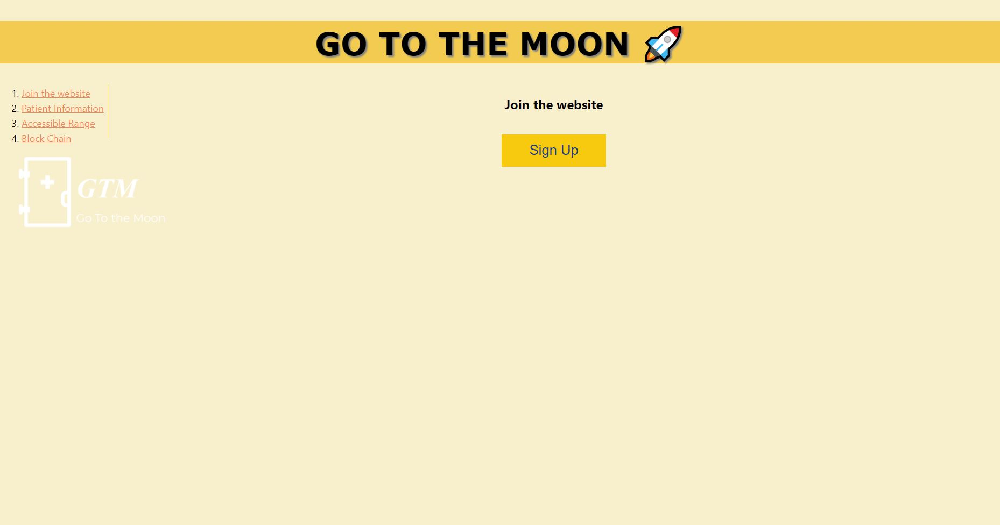 GO TO THE MOON 🚀
1. Join the website
2. Patient Information
3. Accessible Range
4. Block Chain
Join the website
Sign Up
GTM
Go To the Moon